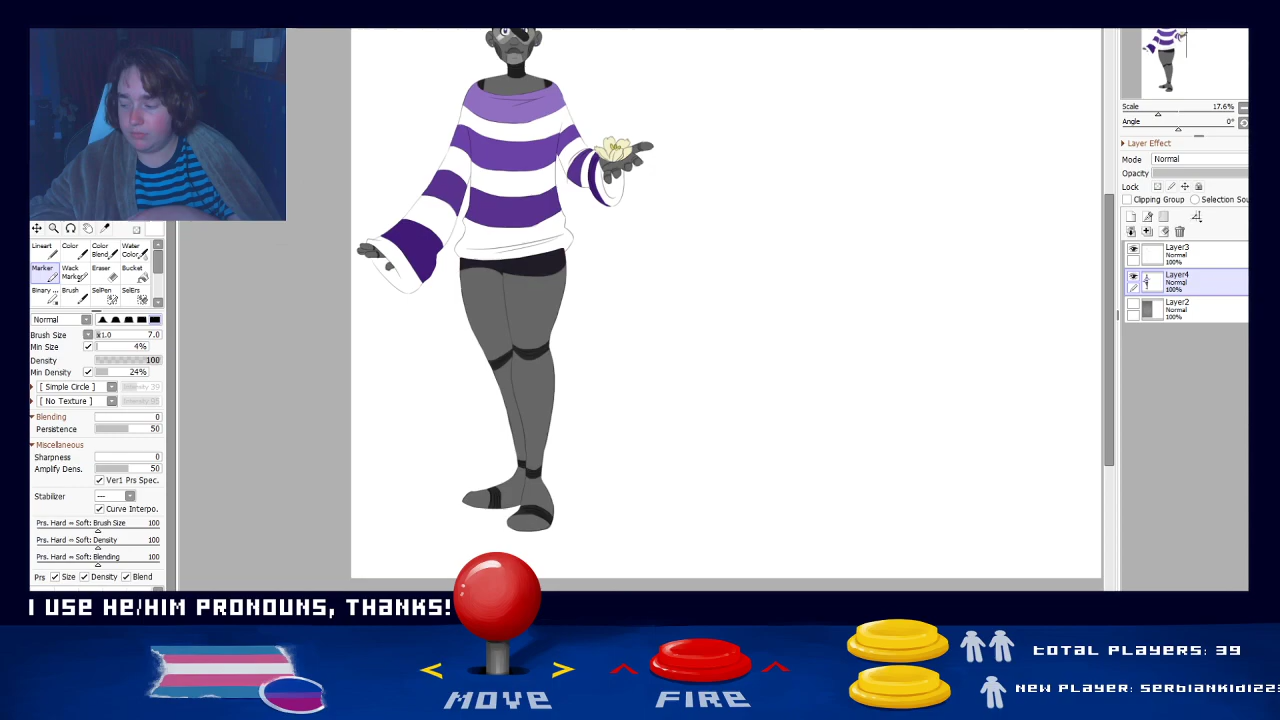 Scale 17.6%
Angle 0°
Layer Effect
Mode Normal
Opacity
Lock
Clipping Group Selection Sou
Layer3
Normal
100%
Layer4
Normal
100%
Layer2
Normal
100%
Lineart Color Color Blend... Water Color...
Marker Wack Marker Eraser Bucket
Binary ... Brush SelPen SelErs
Normal
Brush Size x1.0 7.0
Min Size 4%
Density 100
Min Density 24%
[ Simple Circle ]
[ No Texture ]
Blending 0
Persistence 50
Miscellaneous
Sharpness 0
Amplify Dens. 50
Ver1 Prs Spec.
Stabilizer ---
Curve Interpo.
Prs. Hard ⇔ Soft: Brush Size 100
Prs. Hard ⇔ Soft: Density 100
Prs. Hard ⇔ Soft: Blending 100
Prs Size Density Blend
I USE HE/HIM PRONOUNS, THANKS!
< > ^ ^
MOVE FIRE
TOTAL PLAYERS: 39
NEW PLAYER: SERBIANKID1223